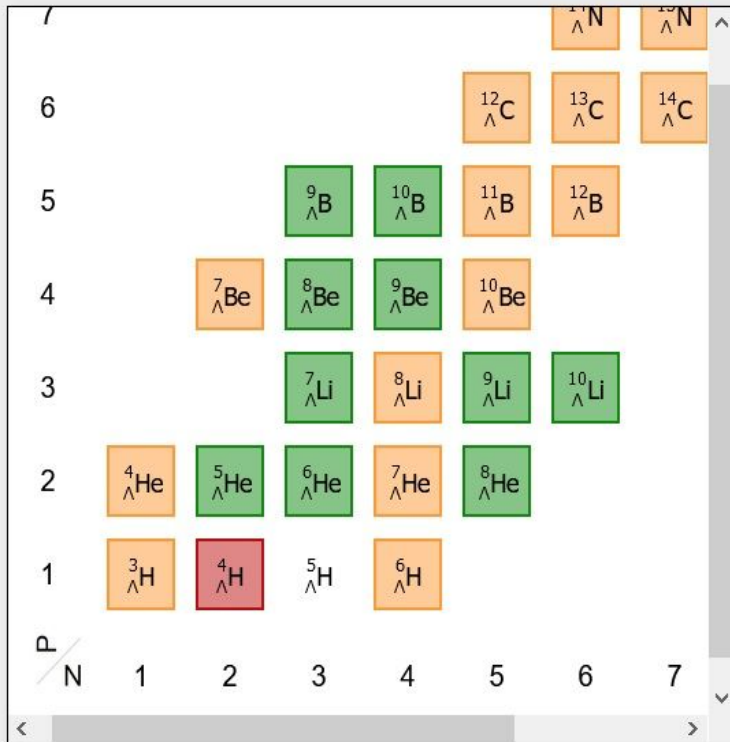 7 ΛN ΛN
6 12ΛC 13ΛC 14ΛC
5 9ΛB 10ΛB 11ΛB 12ΛB
4 7ΛBe 8ΛBe 9ΛBe 10ΛBe
3 7ΛLi 8ΛLi 9ΛLi 10ΛLi
2 4ΛHe 5ΛHe 6ΛHe 7ΛHe 8ΛHe
1 3ΛH 4ΛH 5ΛH 6ΛH
P
N 1 2 3 4 5 6 7